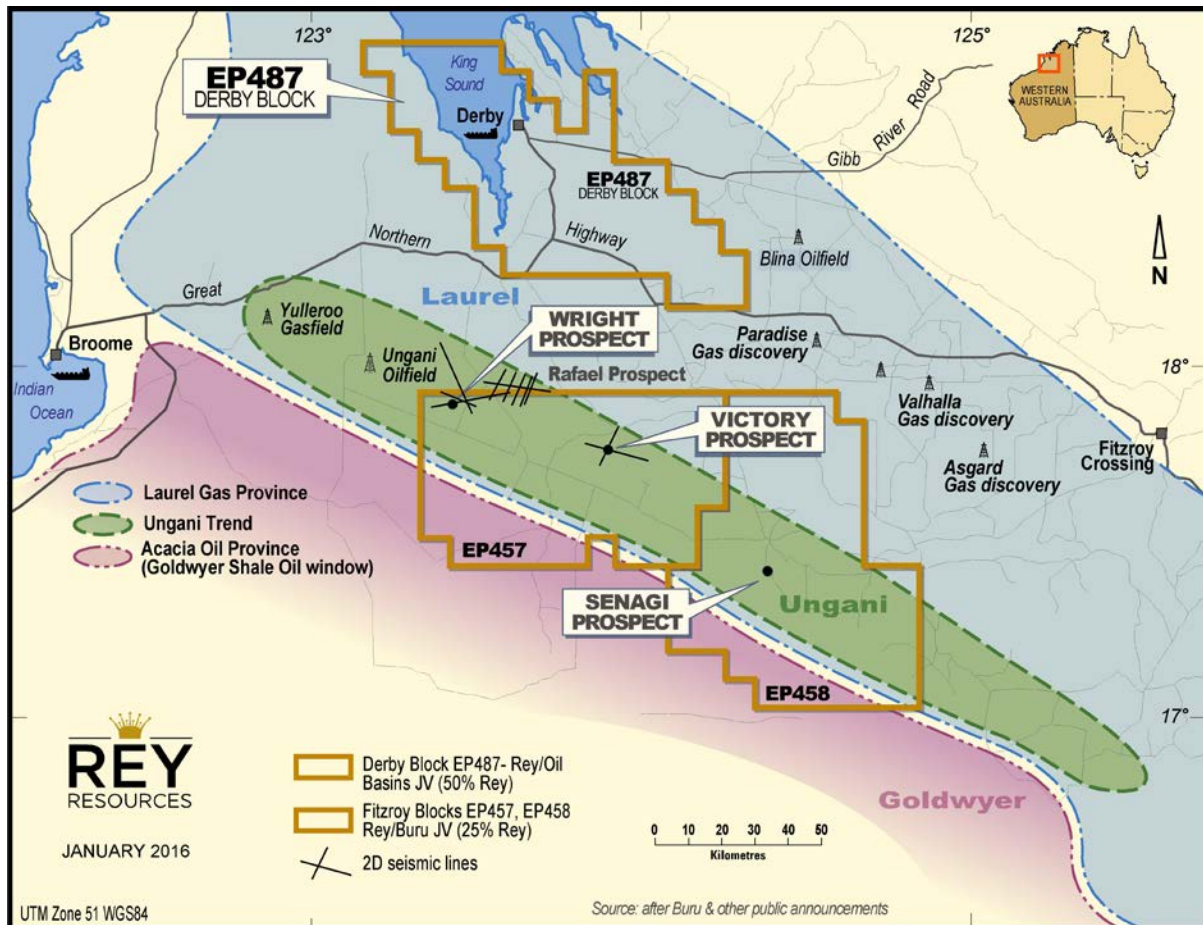 123°
125°
King
Sound
EP487
DERBY BLOCK
Derby
WESTERN
AUSTRALIA
Gibb River Road
EP487
DERBY BLOCK
N
Great Northern Highway
Blina Oilfield
Laurel
Yulleroo
Gasfield
WRIGHT
PROSPECT
Paradise
Gas discovery
Broome
Ungani
Oilfield
Rafael Prospect
18°
Indian
Ocean
Valhalla
Gas discovery
VICTORY
PROSPECT
Fitzroy
Crossing
Asgard
Gas discovery
Laurel Gas Province
Ungani Trend
Acacia Oil Province
(Goldwyer Shale Oil window)
EP457
SENAGI
PROSPECT
Ungani
EP458
17°
REY
RESOURCES
JANUARY 2016
Derby Block EP487- Rey/Oil
Basins JV (50% Rey)
Fitzroy Blocks EP457, EP458
Rey/Buru JV (25% Rey)
2D seismic lines
Goldwyer
0 10 20 30 40 50
Kilometres
UTM Zone 51 WGS84
Source: after Buru & other public announcements